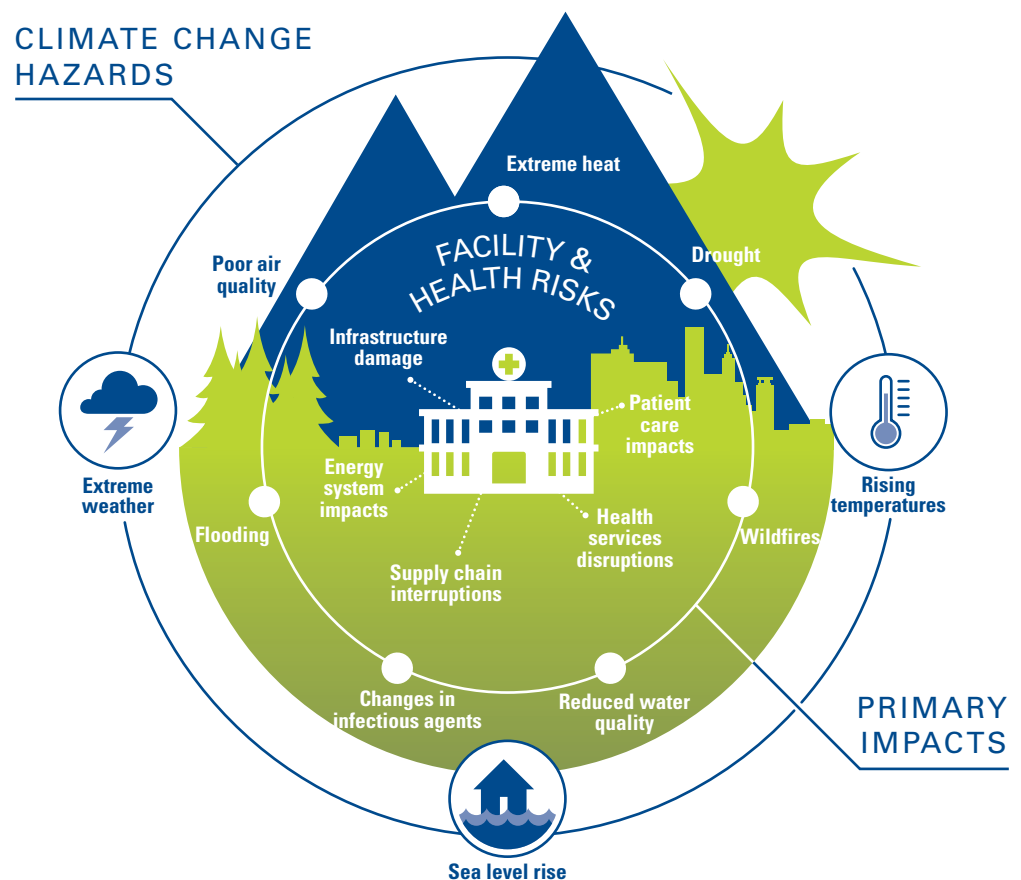 CLIMATE CHANGE
HAZARDS
Extreme heat
FACILITY &
HEALTH RISKS
Drought
Poor air
quality
Infrastructure
damage
Patient
care
impacts
Energy
system
impacts
Extreme
weather
Rising
temperatures
Flooding
Health
services
disruptions
Wildfires
Supply chain
interruptions
Changes in
infectious agents
Reduced water
quality
PRIMARY
IMPACTS
Sea level rise